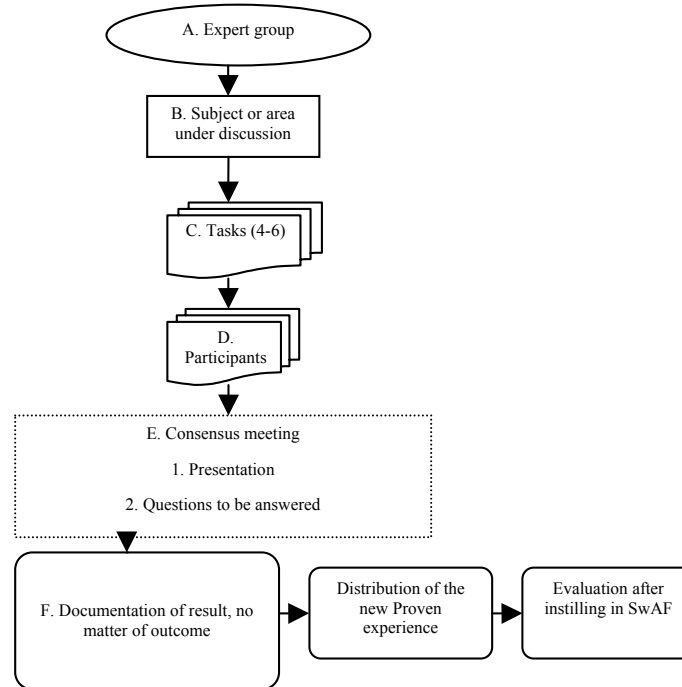 A. Expert group
B. Subject or area
under discussion
C. Tasks (4-6)
D.
Participants
E. Consensus meeting
1. Presentation
2. Questions to be answered
F. Documentation of result, no
matter of outcome
Distribution of the
new Proven
experience
Evaluation after
instilling in SwAF